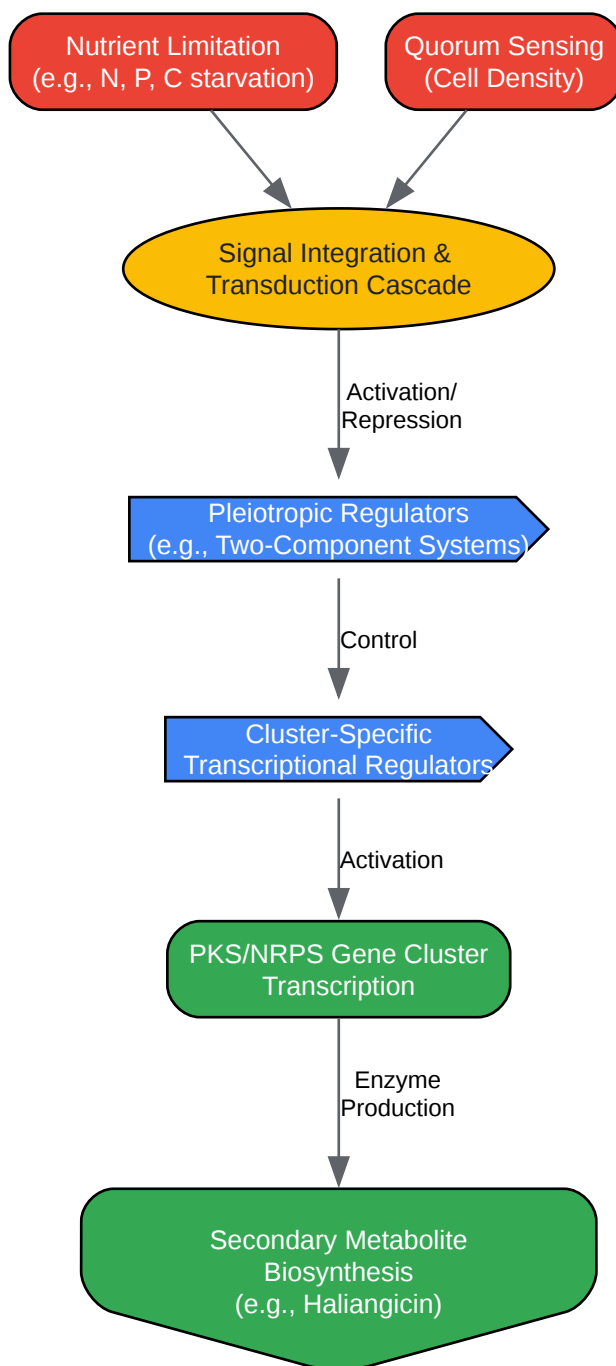 Nutrient Limitation
(e.g., N, P, C starvation)
Quorum Sensing
(Cell Density)
Signal Integration &
Transduction Cascade
Activation/
Repression
Pleiotropic Regulators
(e.g., Two-Component Systems)
Control
Cluster-Specific
Transcriptional Regulators
Activation
PKS/NRPS Gene Cluster
Transcription
Enzyme
Production
Secondary Metabolite
Biosynthesis
(e.g., Haliangicin)